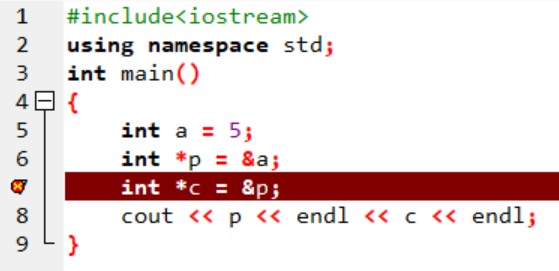 1 #include<iostream>
2 using namespace std;
3 int main()
4 {
5 int a = 5;
6 int *p = &a;
int *c = &p;
8 cout << p << endl << c << endl;
9 }